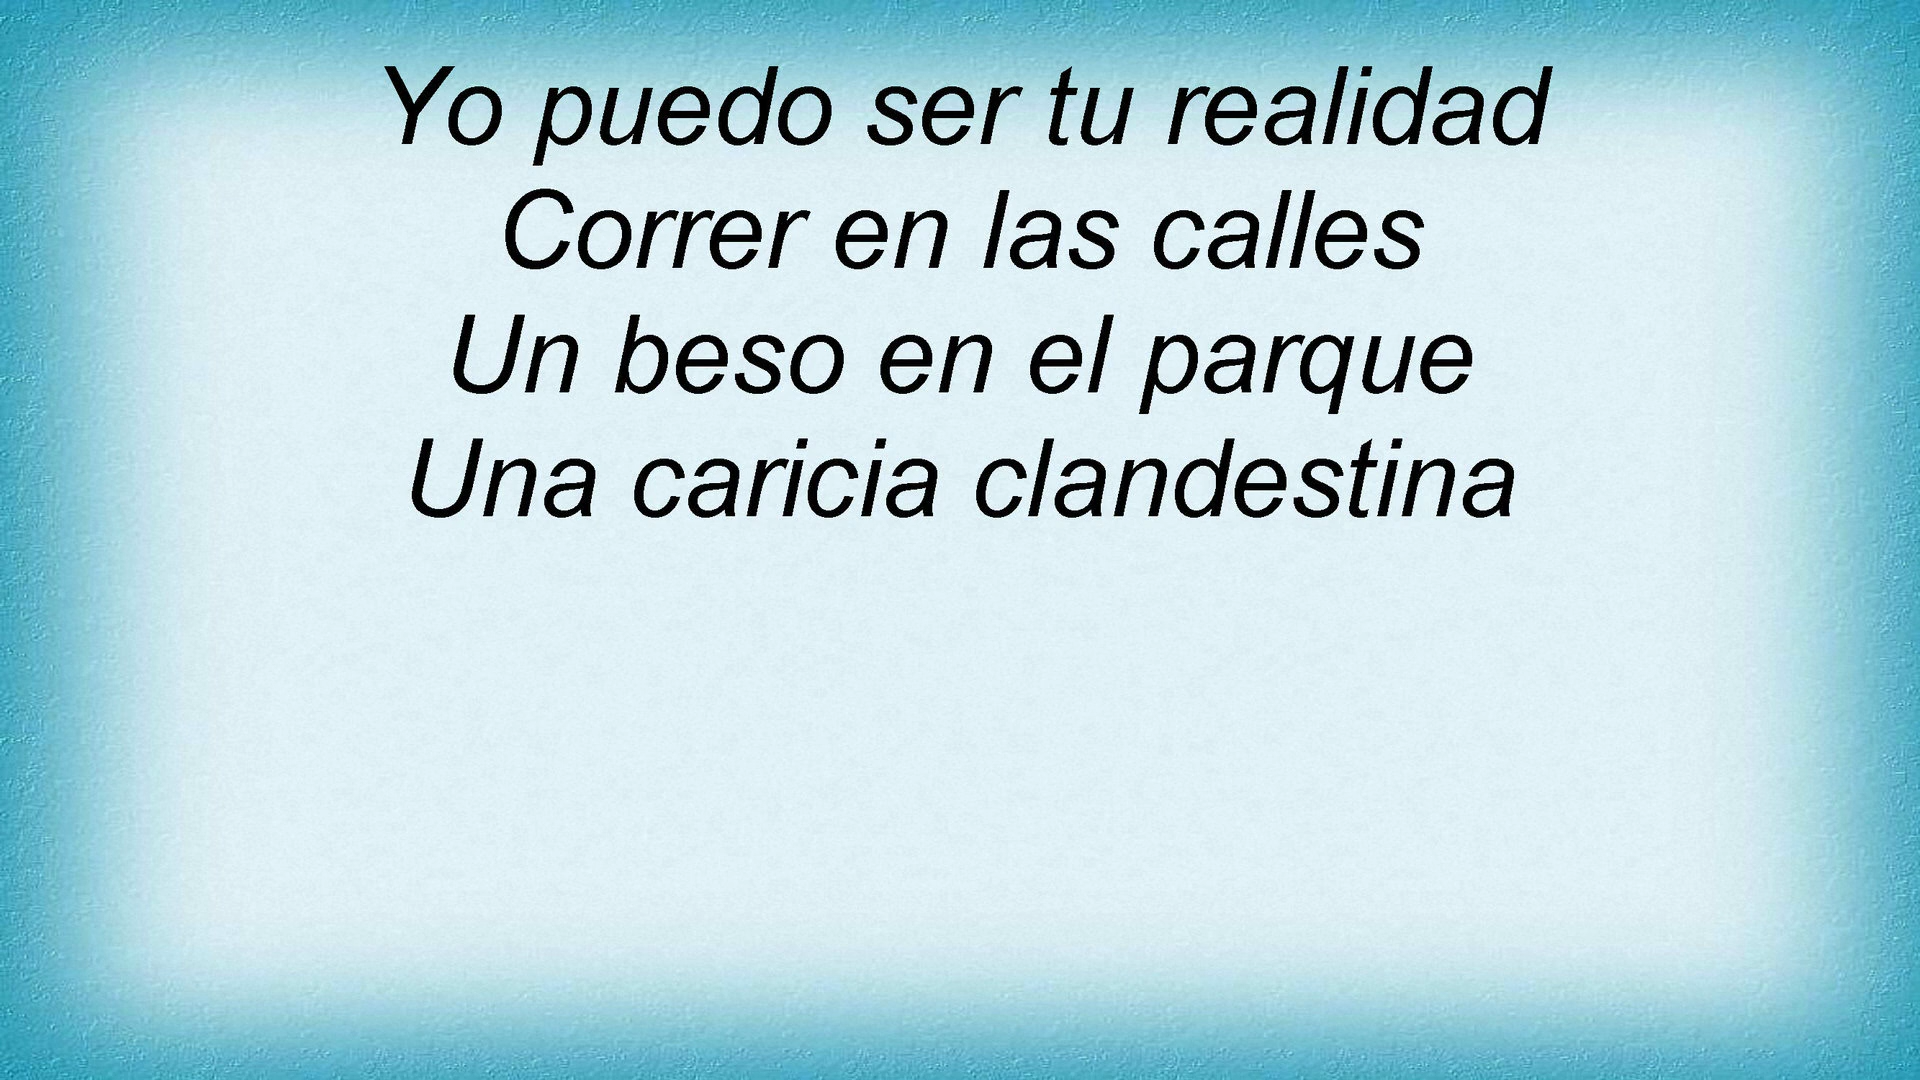 Yo puedo ser tu realidad
Correr en las calles
Un beso en el parque
Una caricia clandestina